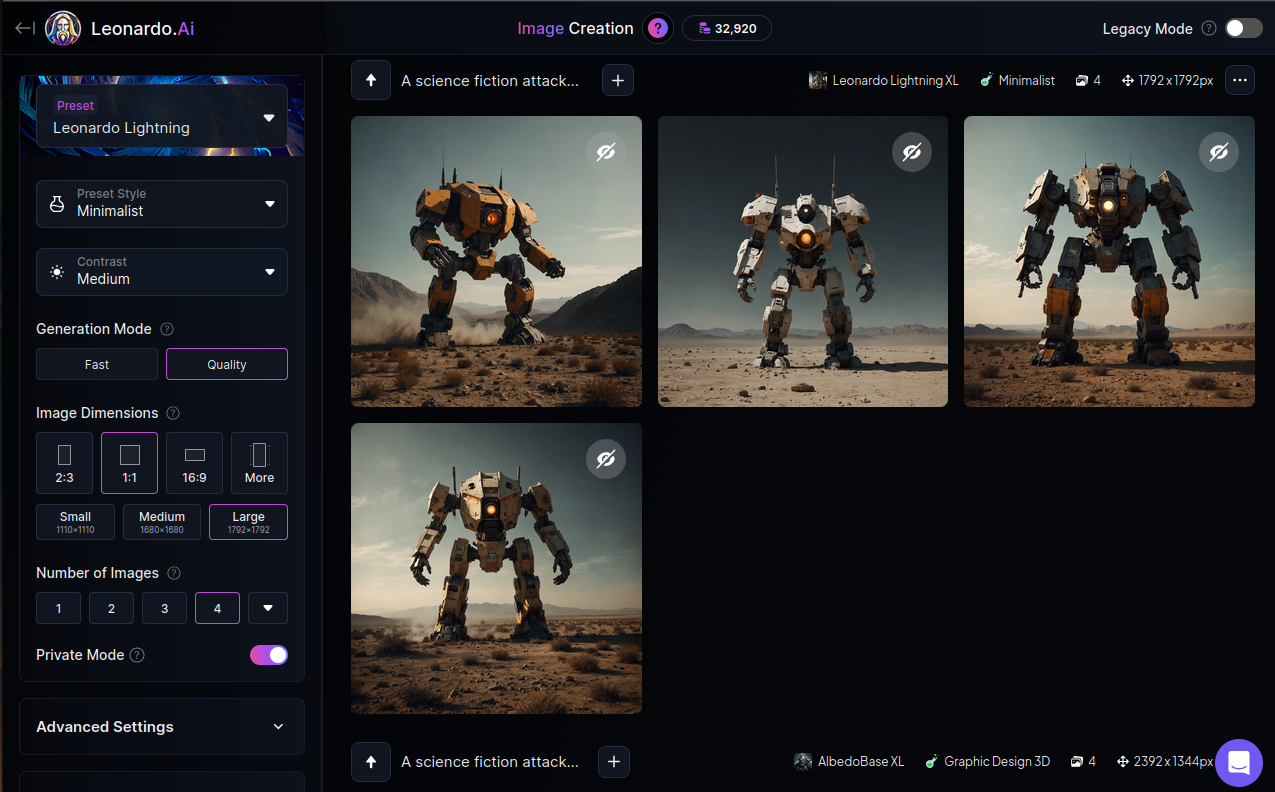 Leonardo.Ai
Image Creation
?
32,920
Legacy Mode ?
Preset
Leonardo Lightning
Preset Style
Minimalist
Contrast
Medium
Generation Mode ?
Fast
Quality
Image Dimensions ?
2:3
1:1
16:9
More
Small
1110×1110
Medium
1680×1680
Large
1792×1792
Number of Images ?
1
2
3
4
Private Mode ?
Advanced Settings
A science fiction attack...
+
Leonardo Lightning XL
Minimalist
4
1792 x 1792px
A science fiction attack...
+
AlbedoBase XL
Graphic Design 3D
4
2392 x 1344px